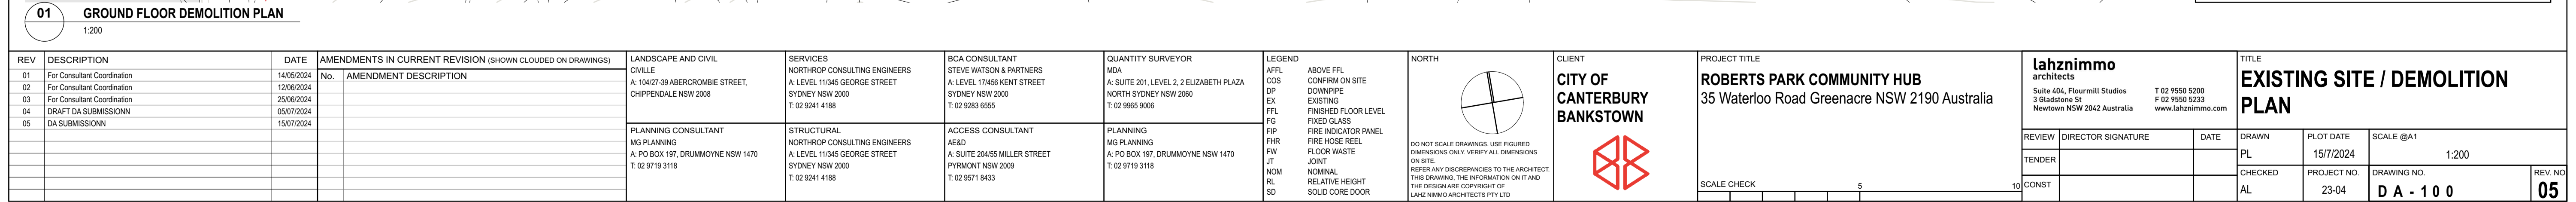 01
GROUND FLOOR DEMOLITION PLAN
1:200
REV DESCRIPTION DATE
01 For Consultant Coordination 14/05/2024
02 For Consultant Coordination 12/06/2024
03 For Consultant Coordination 25/06/2024
04 DRAFT DA SUBMISSIONN 05/07/2024
05 DA SUBMISSIONN 15/07/2024
AMENDMENTS IN CURRENT REVISION (SHOWN CLOUDED ON DRAWINGS)
No. AMENDMENT DESCRIPTION
LANDSCAPE AND CIVIL
CIVILLE
A: 104/27-39 ABERCROMBIE STREET,
CHIPPENDALE NSW 2008
PLANNING CONSULTANT
MG PLANNING
A: PO BOX 197, DRUMMOYNE NSW 1470
T: 02 9719 3118
SERVICES
NORTHROP CONSULTING ENGINEERS
A: LEVEL 11/345 GEORGE STREET
SYDNEY NSW 2000
T: 02 9241 4188
STRUCTURAL
NORTHROP CONSULTING ENGINEERS
A: LEVEL 11/345 GEORGE STREET
SYDNEY NSW 2000
T: 02 9241 4188
BCA CONSULTANT
STEVE WATSON & PARTNERS
A: LEVEL 17/456 KENT STREET
SYDNEY NSW 2000
T: 02 9283 6555
ACCESS CONSULTANT
AE&D
A: SUITE 204/55 MILLER STREET
PYRMONT NSW 2009
T: 02 9571 8433
QUANTITY SURVEYOR
MDA
A: SUITE 201, LEVEL 2, 2 ELIZABETH PLAZA
NORTH SYDNEY NSW 2060
T: 02 9965 9006
PLANNING
MG PLANNING
A: PO BOX 197, DRUMMOYNE NSW 1470
T: 02 9719 3118
LEGEND
AFFL ABOVE FFL
COS CONFIRM ON SITE
DP DOWNPIPE
EX EXISTING
FFL FINISHED FLOOR LEVEL
FG FIXED GLASS
FIP FIRE INDICATOR PANEL
FHR FIRE HOSE REEL
FW FLOOR WASTE
JT JOINT
NOM NOMINAL
RL RELATIVE HEIGHT
SD SOLID CORE DOOR
NORTH
DO NOT SCALE DRAWINGS. USE FIGURED
DIMENSIONS ONLY. VERIFY ALL DIMENSIONS
ON SITE.
REFER ANY DISCREPANCIES TO THE ARCHITECT.
THIS DRAWING, THE INFORMATION ON IT AND
THE DESIGN ARE COPYRIGHT OF
LAHZ NIMMO ARCHITECTS PTY LTD
CLIENT
CITY OF
CANTERBURY
BANKSTOWN
PROJECT TITLE
ROBERTS PARK COMMUNITY HUB
35 Waterloo Road Greenacre NSW 2190 Australia
SCALE CHECK 5 10
lahznimmo
architects
Suite 404, Flourmill Studios T 02 9550 5200
3 Gladstone St F 02 9550 5233
Newtown NSW 2042 Australia www.lahznimmo.com
REVIEW DIRECTOR SIGNATURE DATE
TENDER
CONST
TITLE
EXISTING SITE / DEMOLITION
PLAN
DRAWN PLOT DATE SCALE @A1
PL 15/7/2024 1:200
CHECKED PROJECT NO. DRAWING NO. REV. NO
AL 23-04 DA-100 05